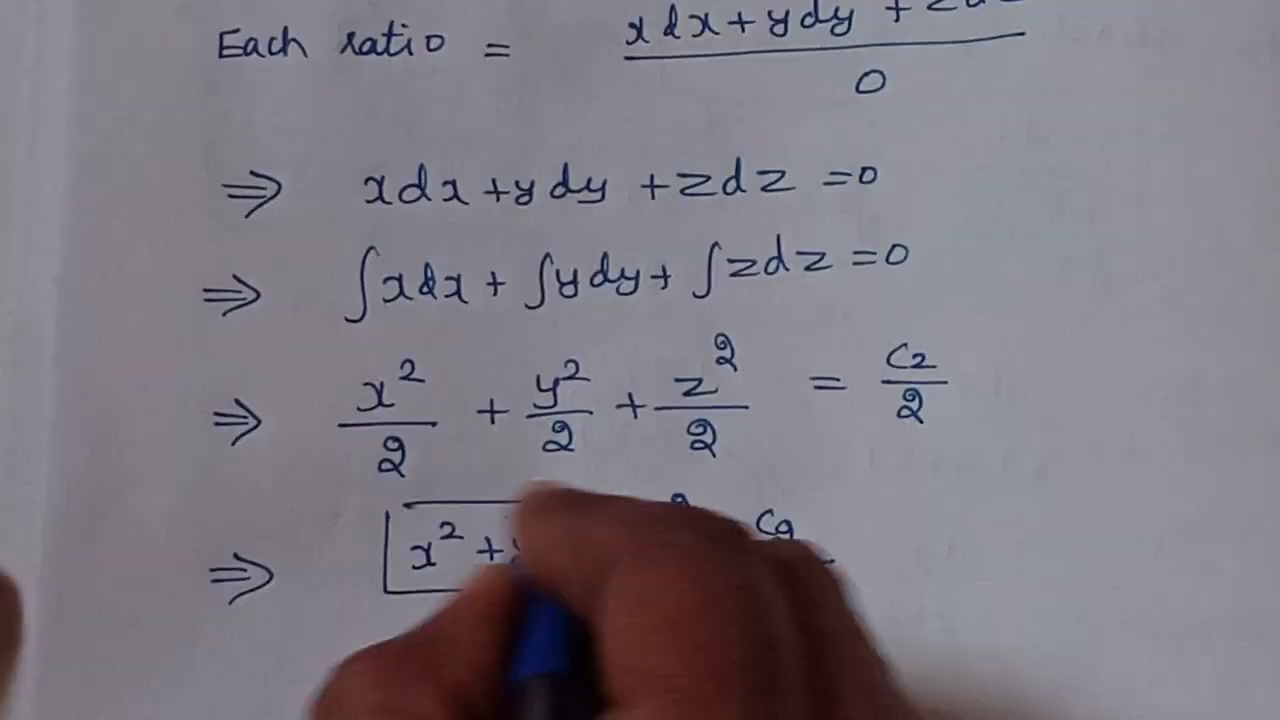 Each ratio = xdx + ydy + zd
0
⇒ xdx + ydy + zdz = 0
⇒ ∫xdx + ∫ydy + ∫zdz = 0
⇒ x²/2 + y²/2 + z²/2 = C2/2
⇒ x² +